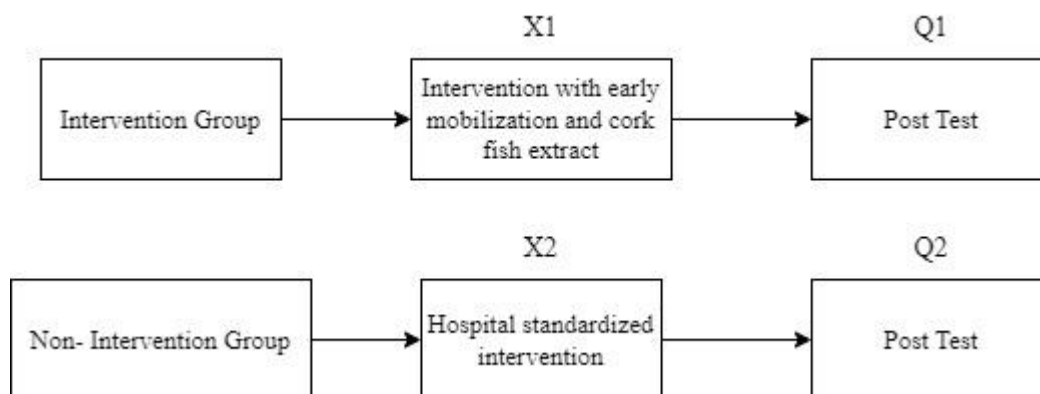 X1
Q1
Intervention Group
Intervention with early
mobilization and cork
fish extract
Post Test
X2
Q2
Non- Intervention Group
Hospital standardized
intervention
Post Test